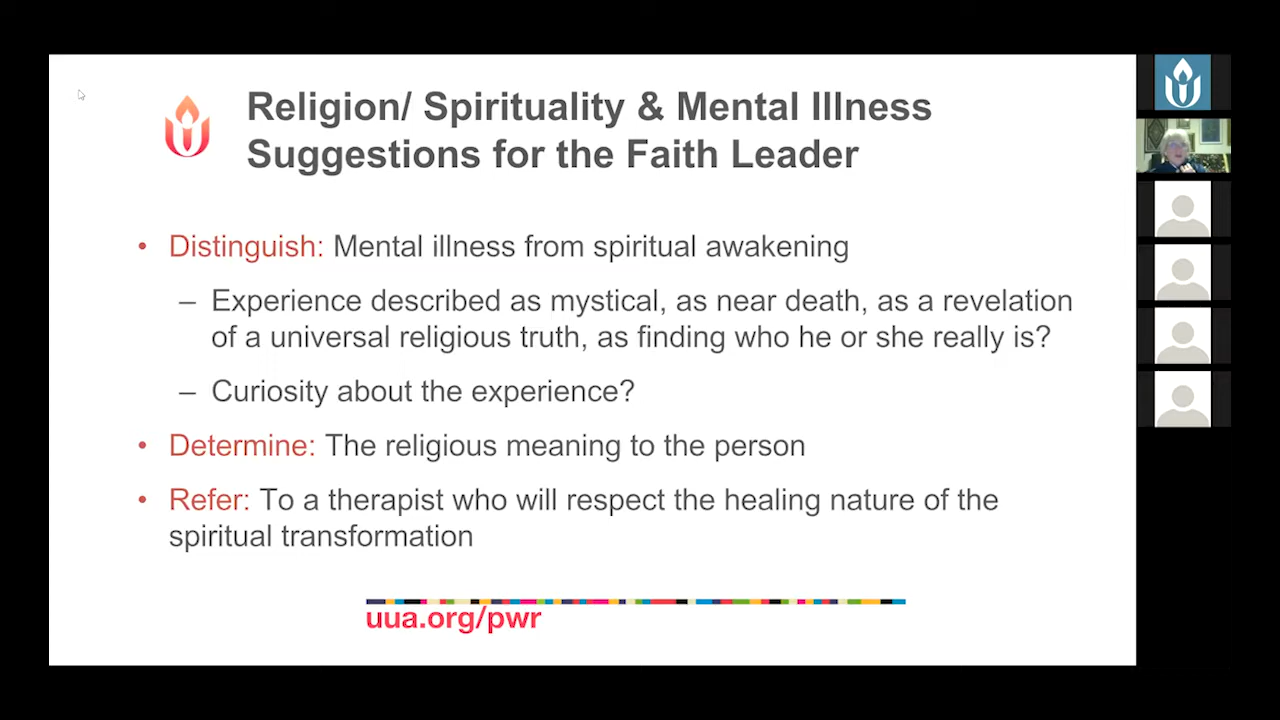 Religion/ Spirituality & Mental Illness
Suggestions for the Faith Leader
• Distinguish: Mental illness from spiritual awakening
– Experience described as mystical, as near death, as a revelation
of a universal religious truth, as finding who he or she really is?
– Curiosity about the experience?
• Determine: The religious meaning to the person
• Refer: To a therapist who will respect the healing nature of the
spiritual transformation
uua.org/pwr